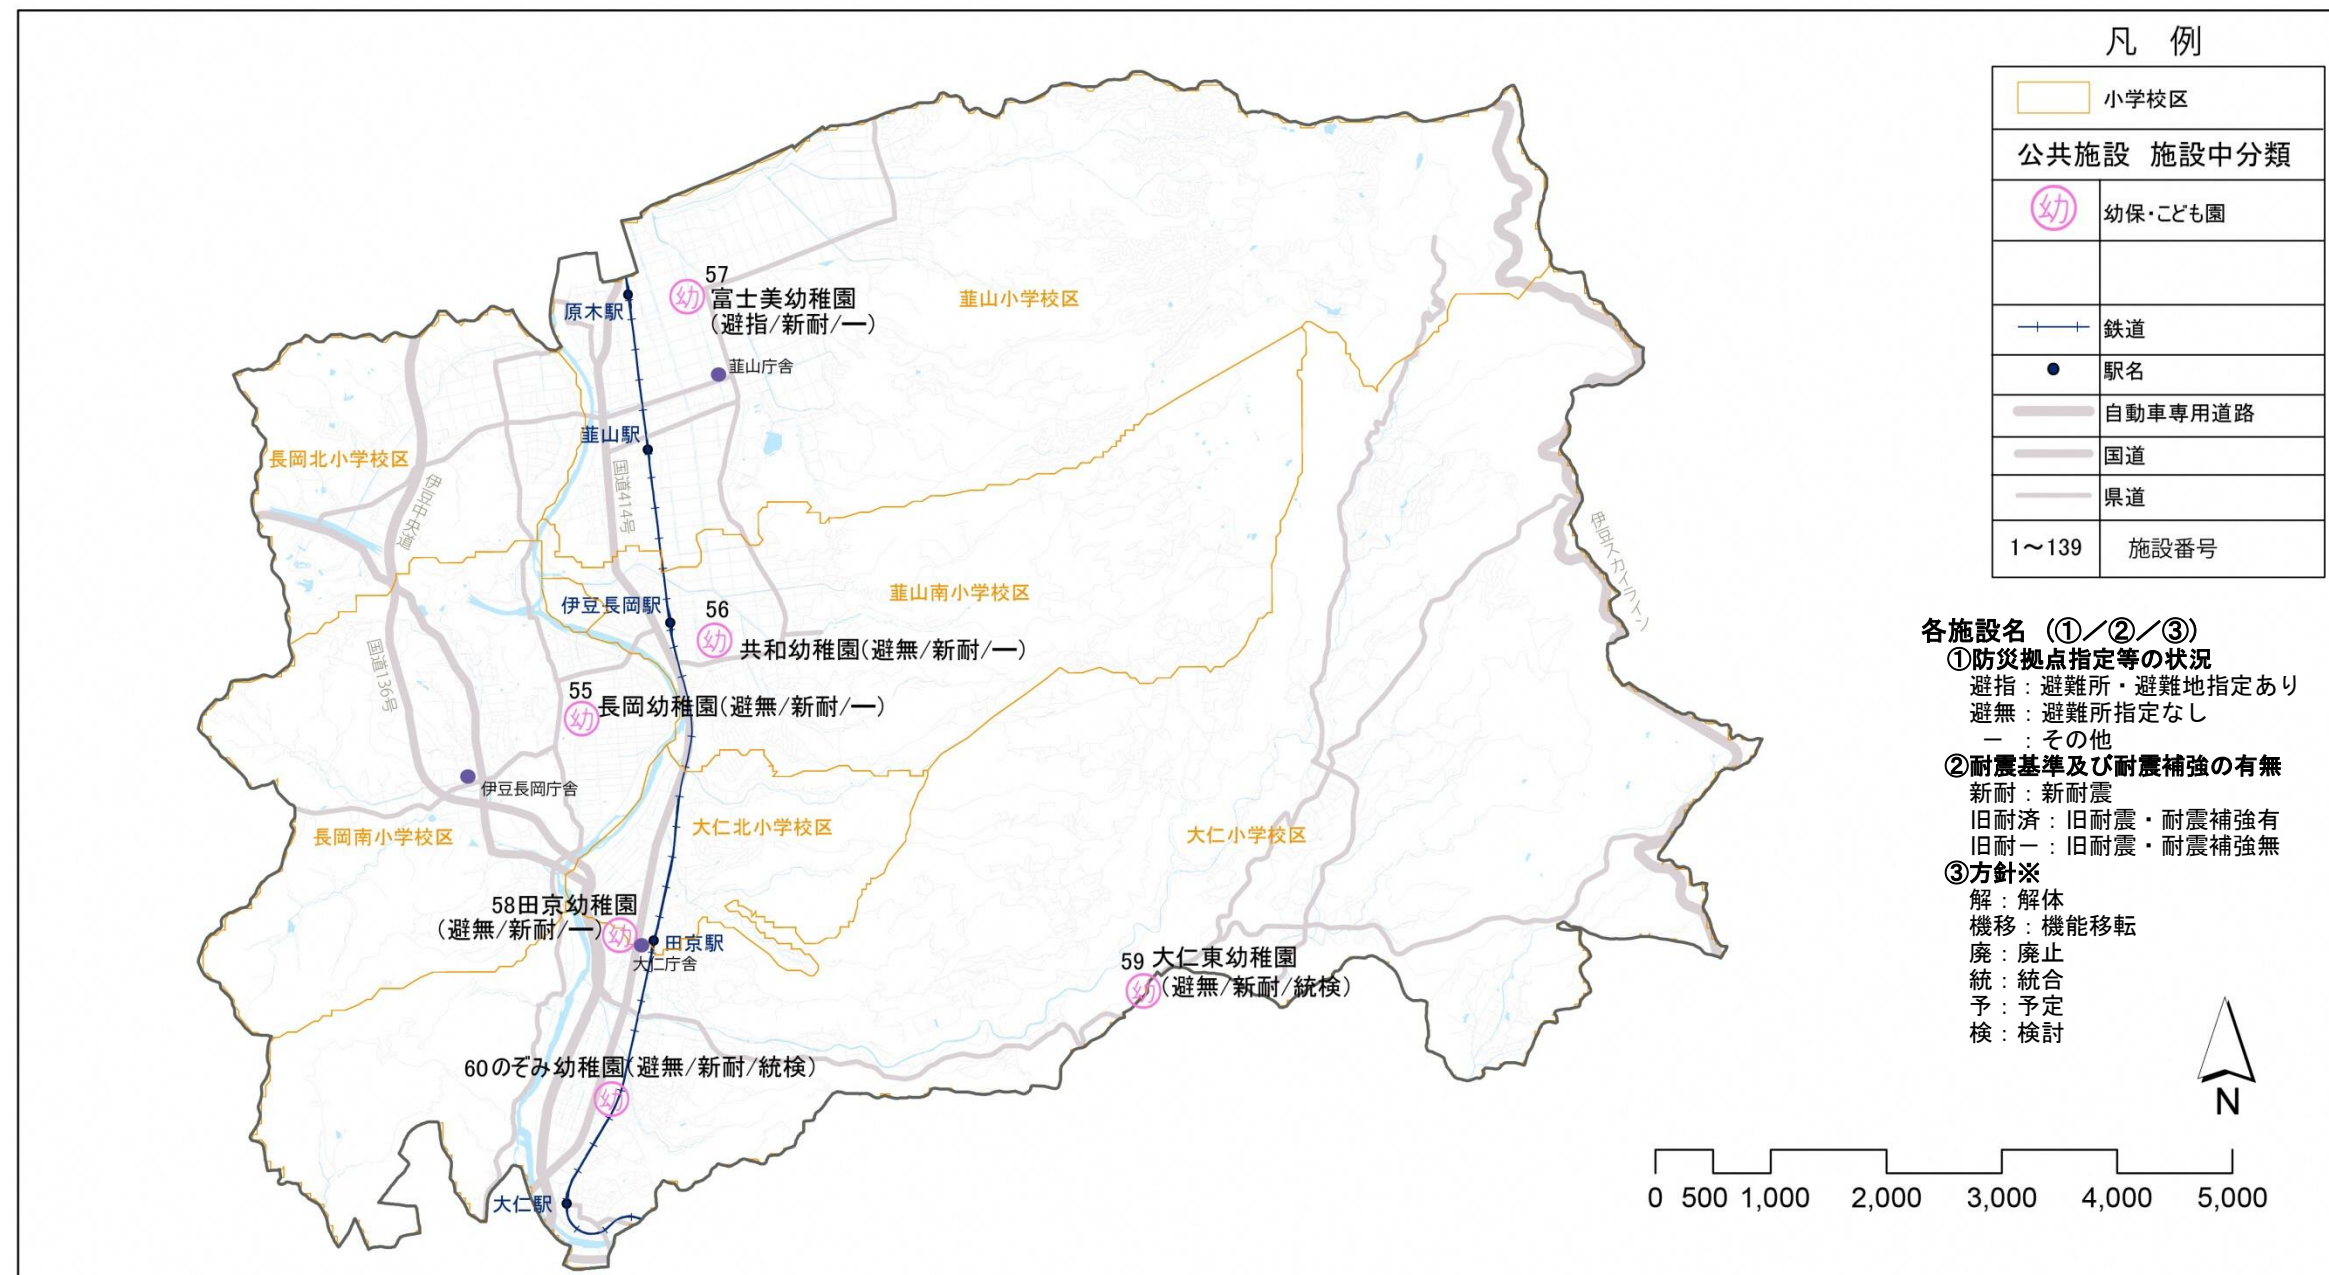 凡 例
小学校区
公共施設 施設中分類
幼 幼保・こども園
鉄道
駅名
自動車専用道路
国道
県道
1～139 施設番号
各施設名（①／②／③）
①防災拠点指定等の状況
避指：避難所・避難地指定あり
避無：避難所指定なし
－ ：その他
②耐震基準及び耐震補強の有無
新耐：新耐震
旧耐済：旧耐震・耐震補強有
旧耐－：旧耐震・耐震補強無
③方針※
解：解体
機移：機能移転
廃：廃止
統：統合
予：予定
検：検討
N
0 500 1,000 2,000 3,000 4,000 5,000
57
幼 富士美幼稚園
(避指/新耐/―)
原木駅
韮山小学校区
韮山庁舎
韮山駅
長岡北小学校区
伊豆中央道
国道414号
伊豆スカイライン
韮山南小学校区
伊豆長岡駅
56
幼
共和幼稚園(避無/新耐/―)
国道136号
55
幼 長岡幼稚園(避無/新耐/―)
伊豆長岡庁舎
長岡南小学校区
大仁北小学校区
大仁小学校区
58田京幼稚園
(避無/新耐/―) 幼
田京駅
大仁庁舎
59 大仁東幼稚園
幼 (避無/新耐/統検)
60のぞみ幼稚園(避無/新耐/統検)
幼
大仁駅